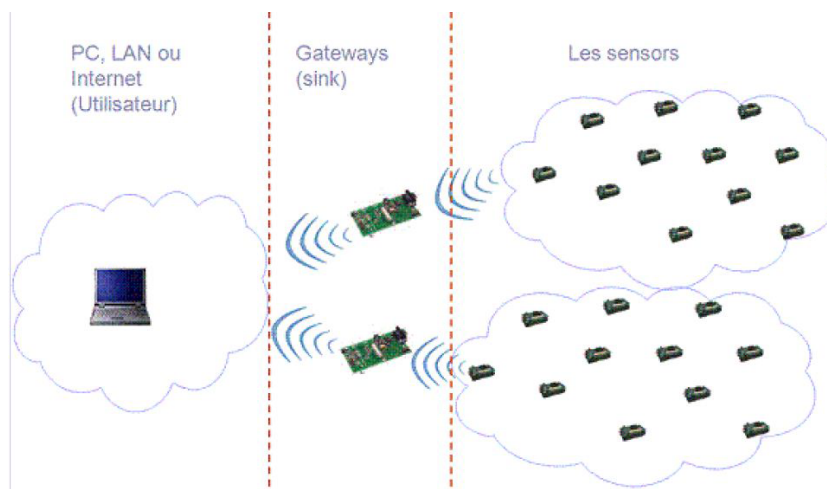 PC, LAN ou
Internet
(Utilisateur)
Gateways
(sink)
Les sensors